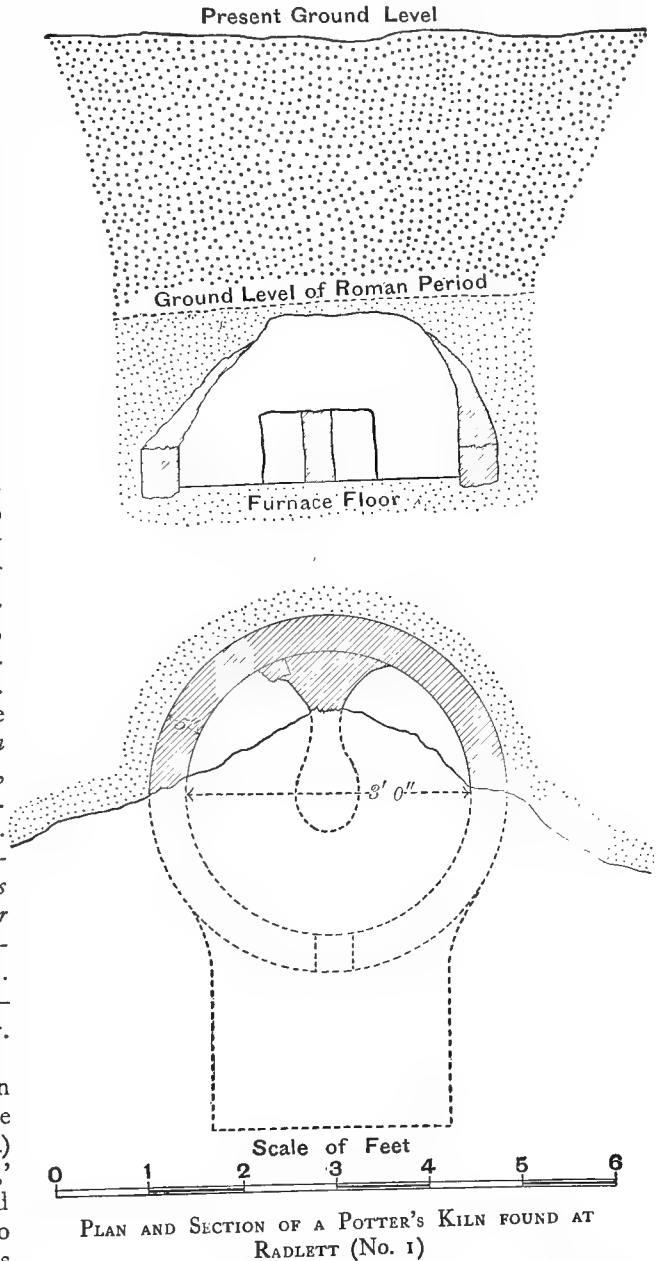 Present Ground Level
Ground Level of Roman Period
Furnace Floor
5"
3' 0"
Scale of Feet
0 1 2 3 4 5 6
Plan and Section of a Potter's Kiln found at
Radlett (No. 1)